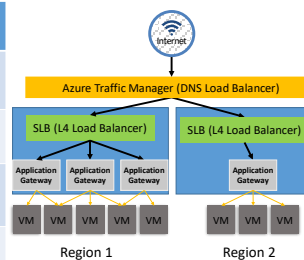 Internet
Azure Traffic Manager (DNS Load Balancer)
SLB (L4 Load Balancer)
SLB (L4 Load Balancer)
Application
Gateway
Application
Gateway
Application
Gateway
Application
Gateway
VM VM VM VM VM
VM VM VM
Region 1
Region 2